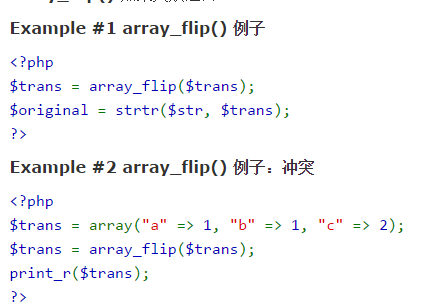 Example #1 array_flip() 例子
<?php
$trans = array_flip($trans);
$original = strtr($str, $trans);
?>
Example #2 array_flip() 例子：冲突
<?php
$trans = array("a" => 1, "b" => 1, "c" => 2);
$trans = array_flip($trans);
print_r($trans);
?>